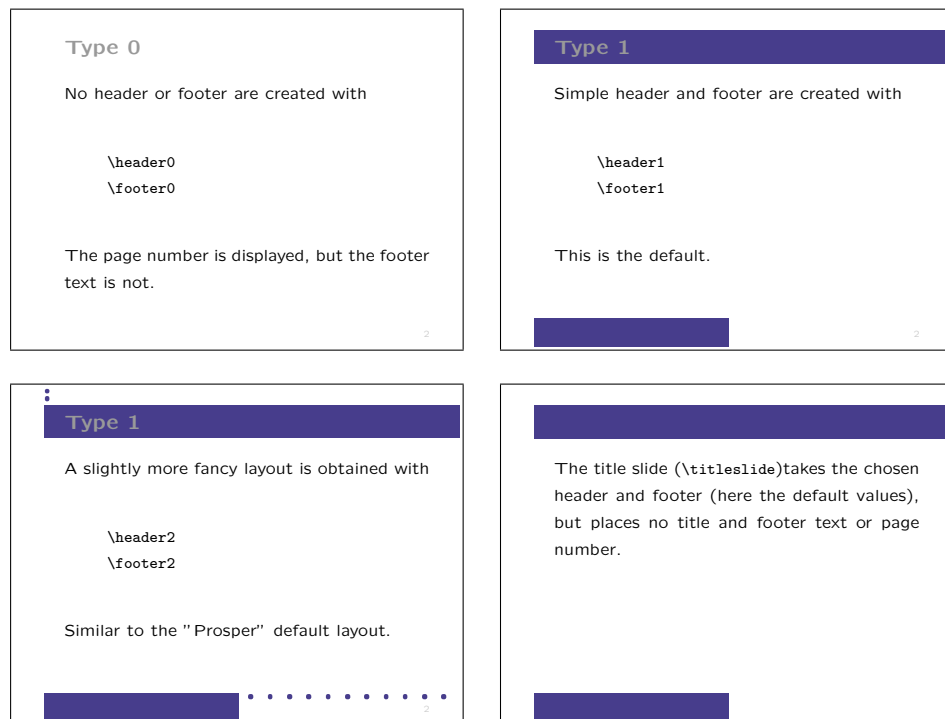 Type 0
No header or footer are created with
\header0
\footer0
The page number is displayed, but the footer
text is not.
2
Type 1
Simple header and footer are created with
\header1
\footer1
This is the default.
2
Type 1
A slightly more fancy layout is obtained with
\header2
\footer2
Similar to the "Prosper" default layout.
2
The title slide (\titleslide)takes the chosen
header and footer (here the default values),
but places no title and footer text or page
number.